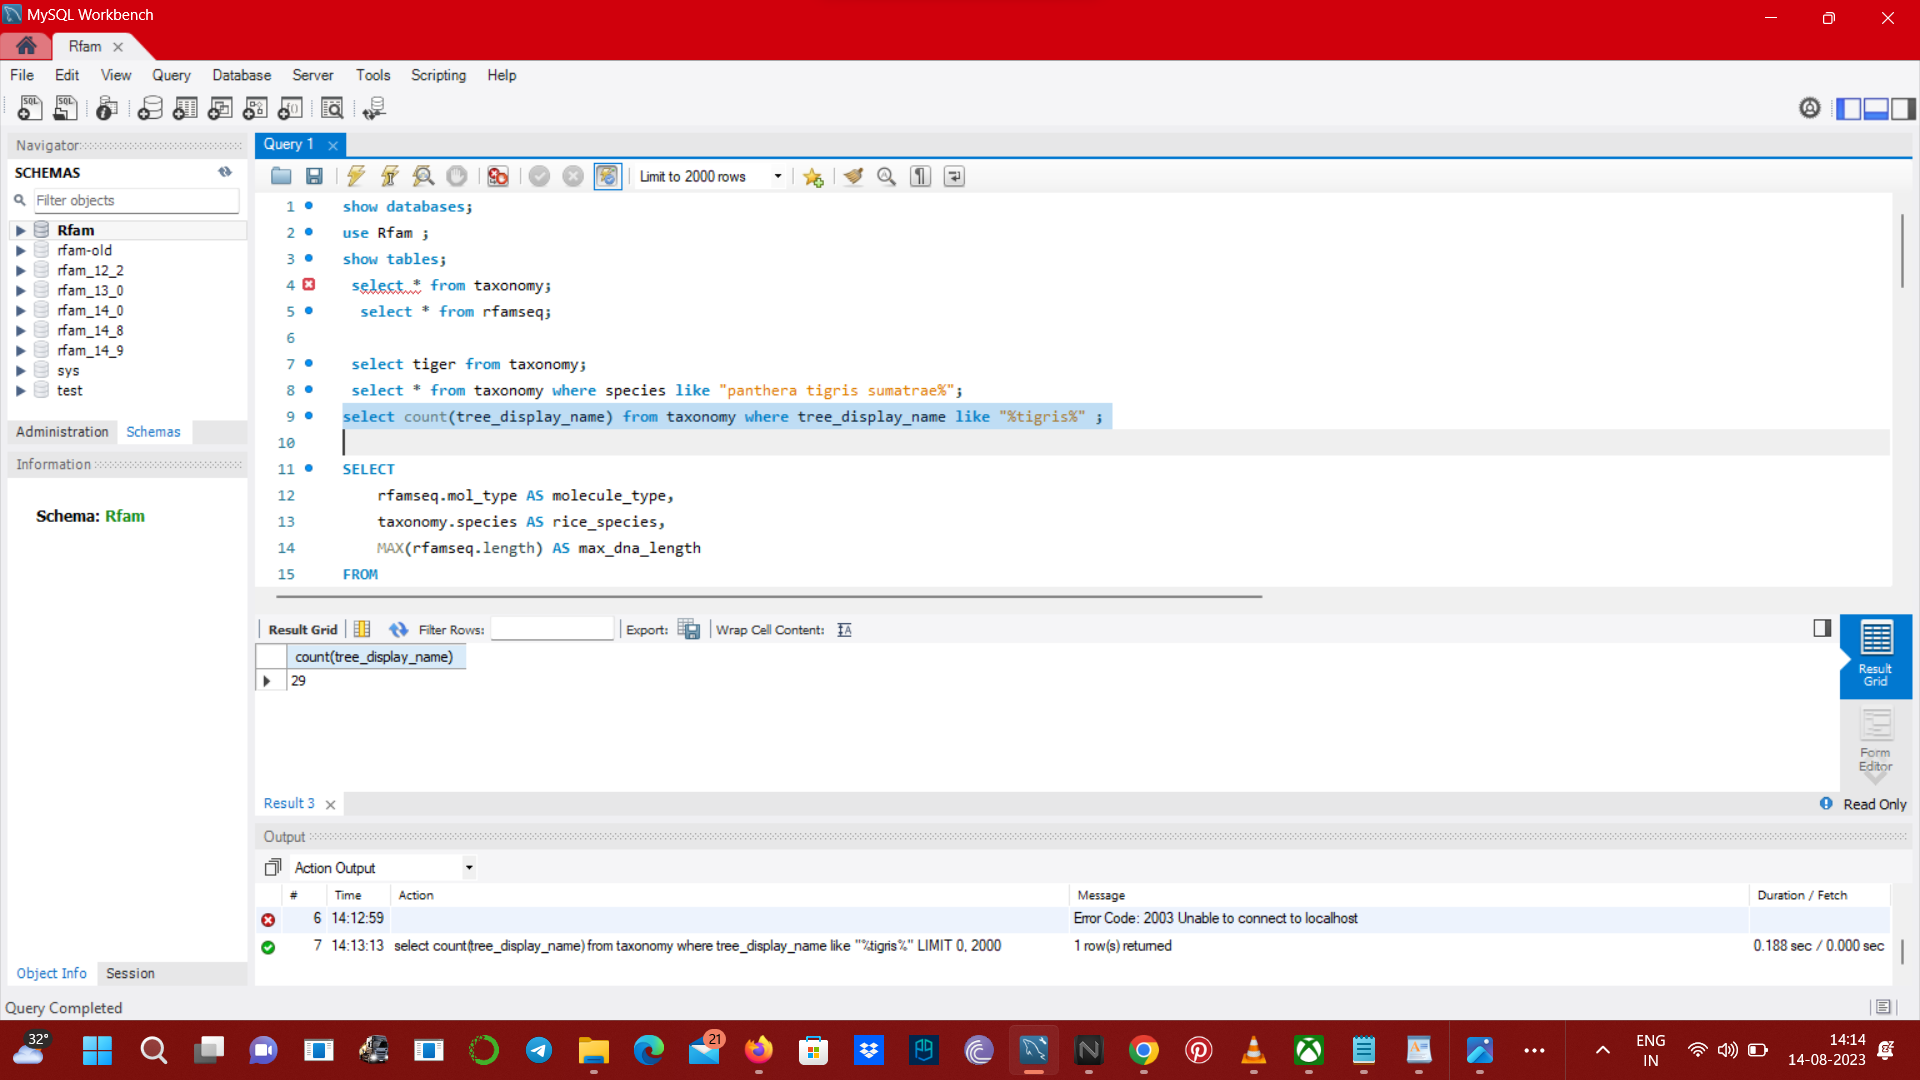 MySQL Workbench
Rfam
File Edit View Query Database Server Tools Scripting Help
Navigator
SCHEMAS
Filter objects
Rfam
rfam-old
rfam_12_2
rfam_13_0
rfam_14_0
rfam_14_8
rfam_14_9
sys
test
Administration Schemas
Information
Schema: Rfam
Object Info Session
Query 1
Limit to 2000 rows
1 show databases;
2 use Rfam ;
3 show tables;
4 select * from taxonomy;
5 select * from rfamseq;
6
7 select tiger from taxonomy;
8 select * from taxonomy where species like "panthera tigris sumatrae%";
9 select count(tree_display_name) from taxonomy where tree_display_name like "%tigris%" ;
10
11 SELECT
12 rfamseq.mol_type AS molecule_type,
13 taxonomy.species AS rice_species,
14 MAX(rfamseq.length) AS max_dna_length
15 FROM
Result Grid Filter Rows: Export: Wrap Cell Content:
count(tree_display_name)
29
Result
Grid
Form
Editor
Result 3
Read Only
Output
Action Output
# Time Action Message Duration / Fetch
6 14:12:59 Error Code: 2003 Unable to connect to localhost
7 14:13:13 select count(tree_display_name) from taxonomy where tree_display_name like "%tigris%" LIMIT 0, 2000 1 row(s) returned 0.188 sec / 0.000 sec
Query Completed
32°
21
ENG
IN
14:14
14-08-2023